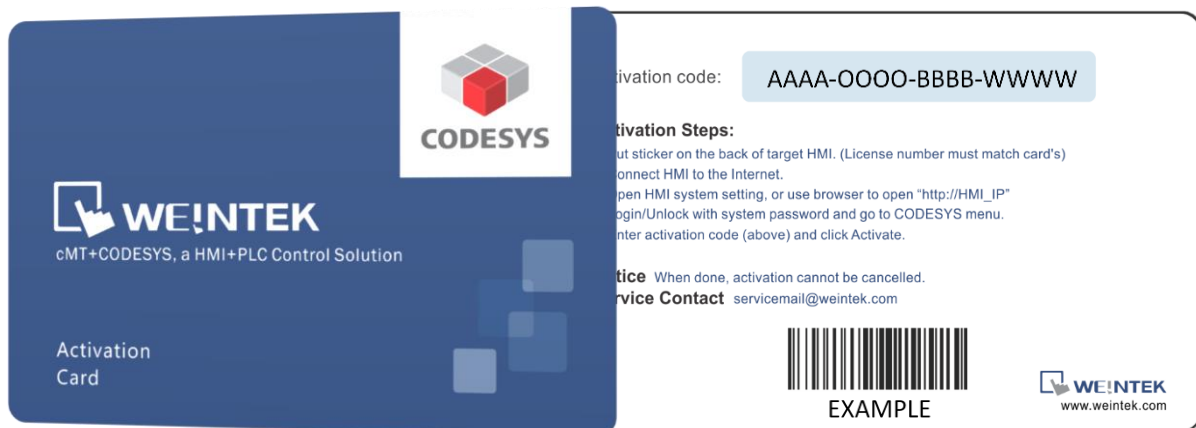 CODESYS
WEINTEK
cMT+CODESYS, a HMI+PLC Control Solution
Activation
Card
ivation code: AAAA-OOOO-BBBB-WWWW
tivation Steps:
ut sticker on the back of target HMI. (License number must match card's)
onnect HMI to the Internet.
pen HMI system setting, or use browser to open “http://HMI_IP”
ogin/Unlock with system password and go to CODESYS menu.
nter activation code (above) and click Activate.
tice When done, activation cannot be cancelled.
rvice Contact servicemail@weintek.com
EXAMPLE
WEINTEK
www.weintek.com